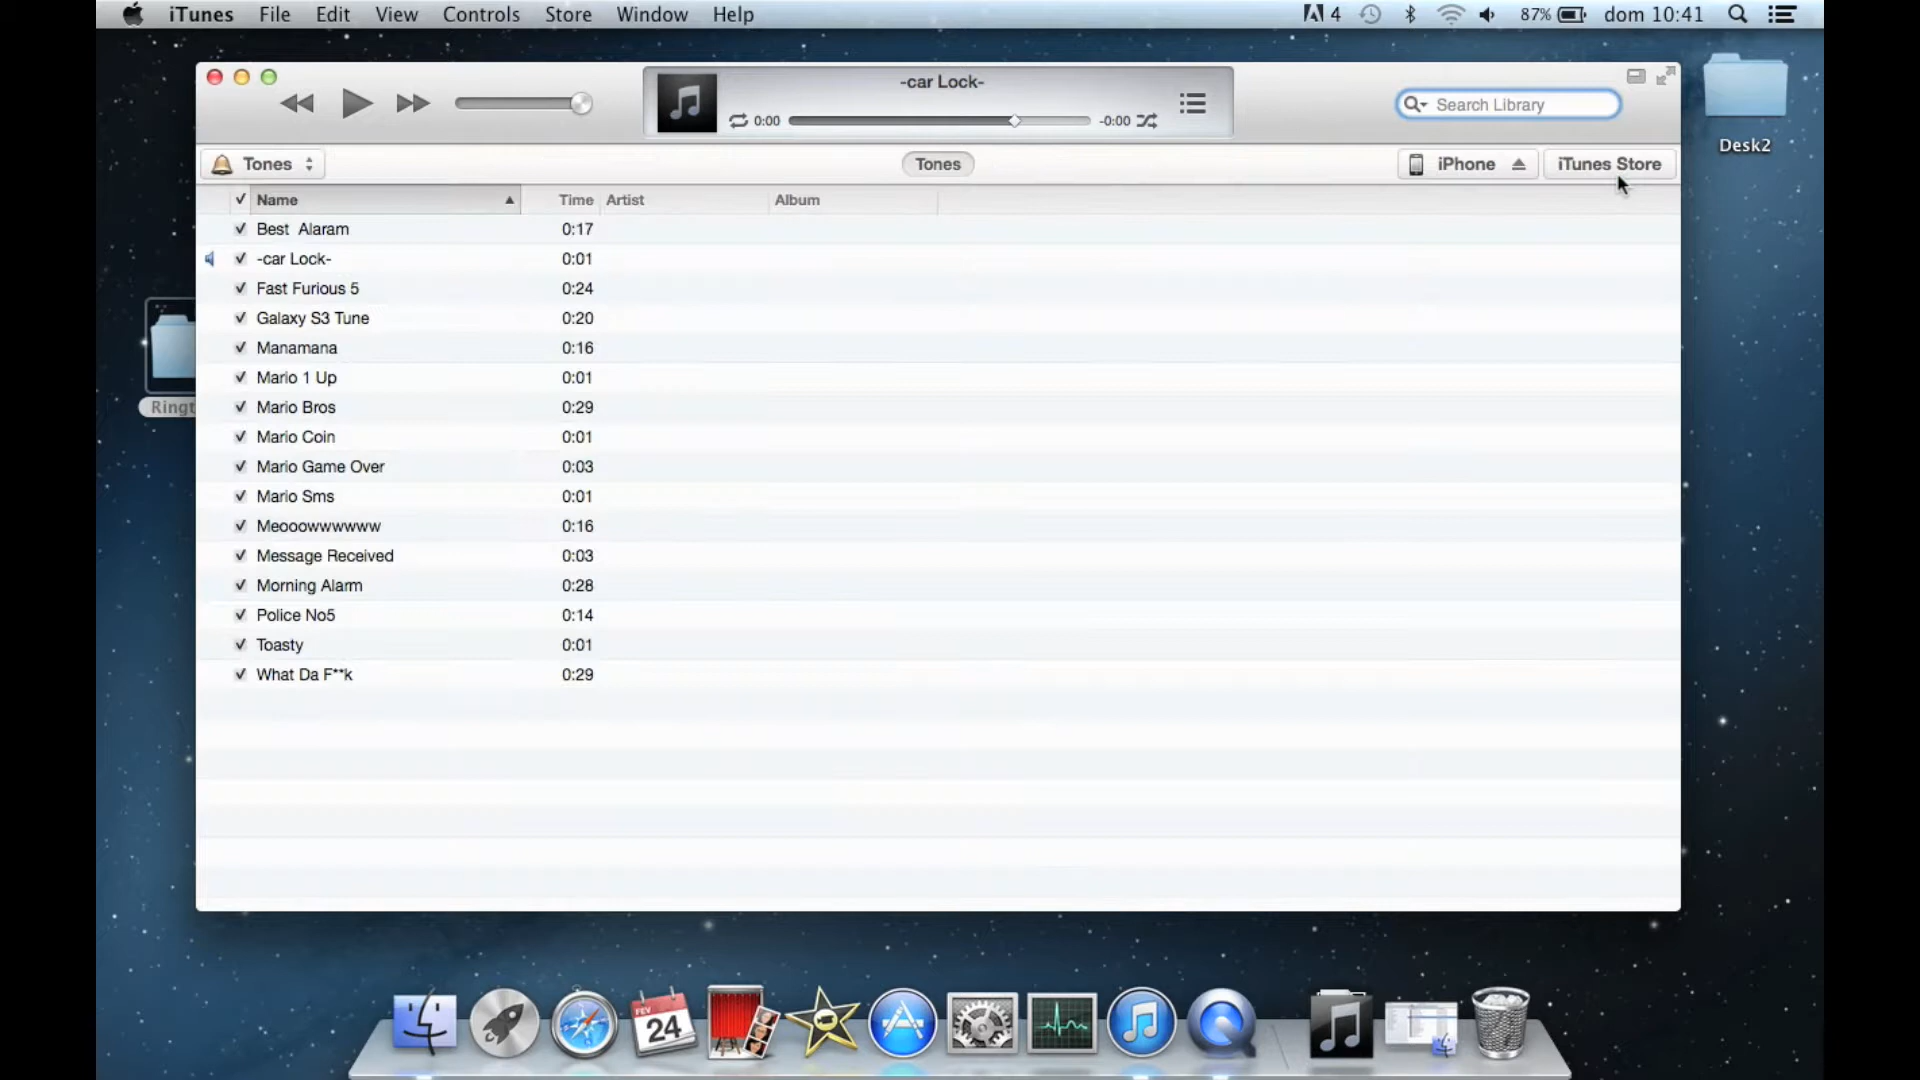 iTunes File Edit View Controls Store Window Help 4 87% dom 10:41
-car Lock-
0:00 -0:00
Search Library
Desk2
Tones Tones iPhone iTunes Store
Name Time Artist Album
Best Alaram 0:17
-car Lock- 0:01
Fast Furious 5 0:24
Galaxy S3 Tune 0:20
Manamana 0:16
Mario 1 Up 0:01
Mario Bros 0:29
Ringt
Mario Coin 0:01
Mario Game Over 0:03
Mario Sms 0:01
Meooowwwwww 0:16
Message Received 0:03
Morning Alarm 0:28
Police No5 0:14
Toasty 0:01
What Da F**k 0:29
FEV
24